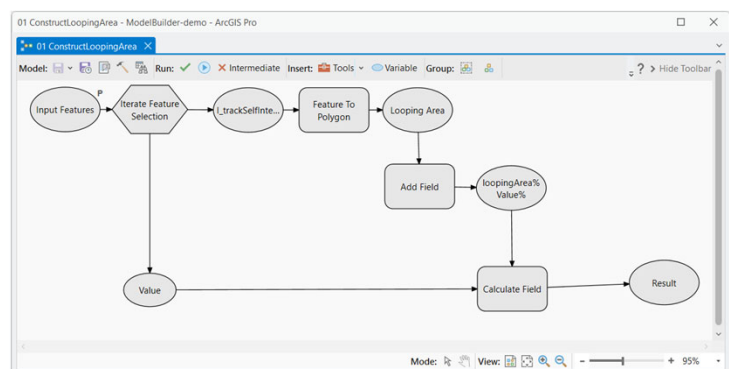 01 ConstructLoopingArea - ModelBuilder-demo - ArcGIS Pro
01 ConstructLoopingArea
Model: Run: Intermediate Insert: Tools Variable Group: ? > Hide Toolbar
P
Input Features
Iterate Feature
Selection
l_trackSelfInte...
Feature To
Polygon
Looping Area
Add Field
loopingArea%
Value%
Value
Calculate Field
Result
Mode: View: 95%